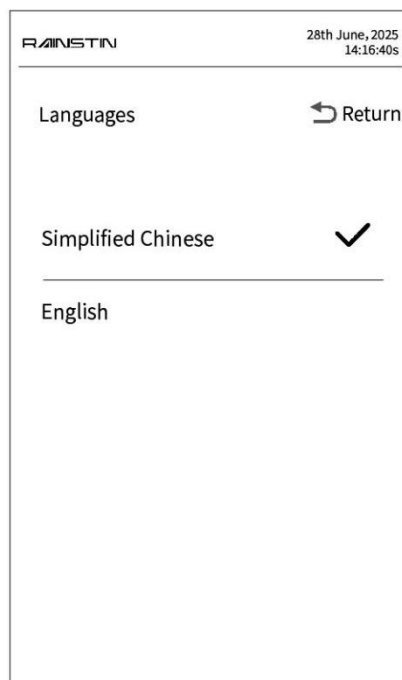 RAINSTIN
28th June, 2025
14:16:40s
Languages
Return
Simplified Chinese
English